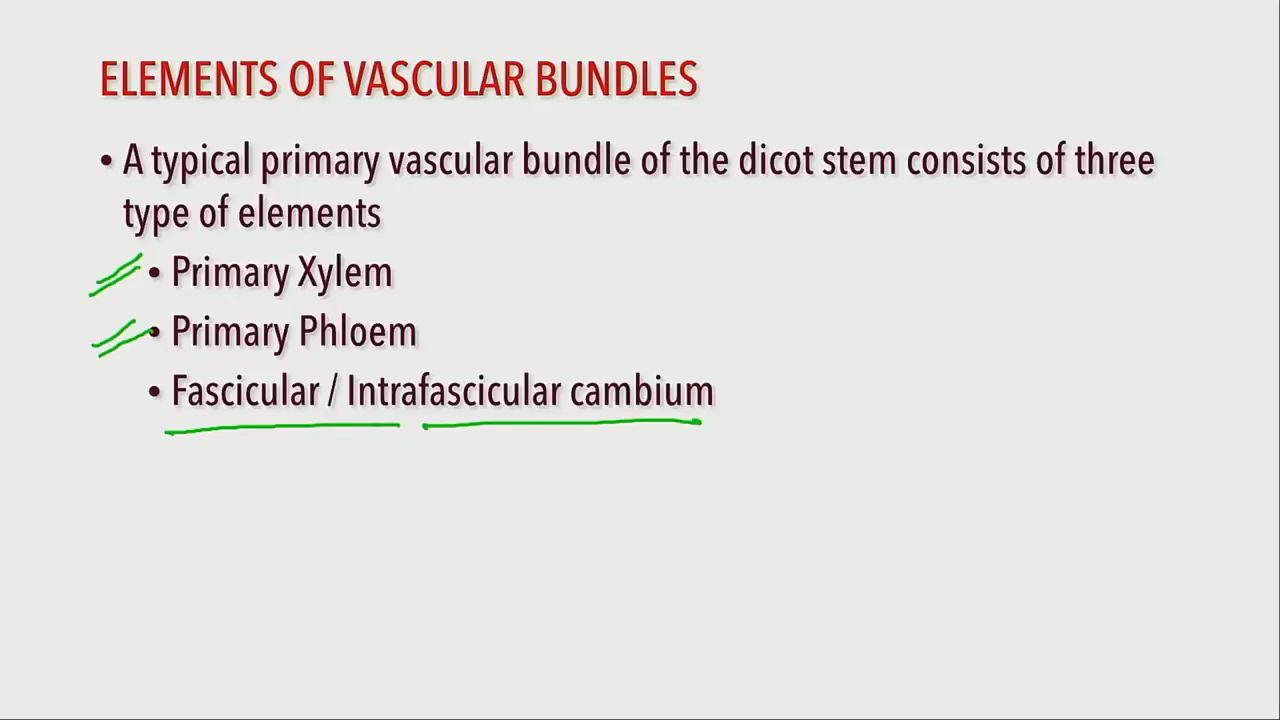 ELEMENTS OF VASCULAR BUNDLES
• A typical primary vascular bundle of the dicot stem consists of three
type of elements
• Primary Xylem
• Primary Phloem
• Fascicular / Intrafascicular cambium